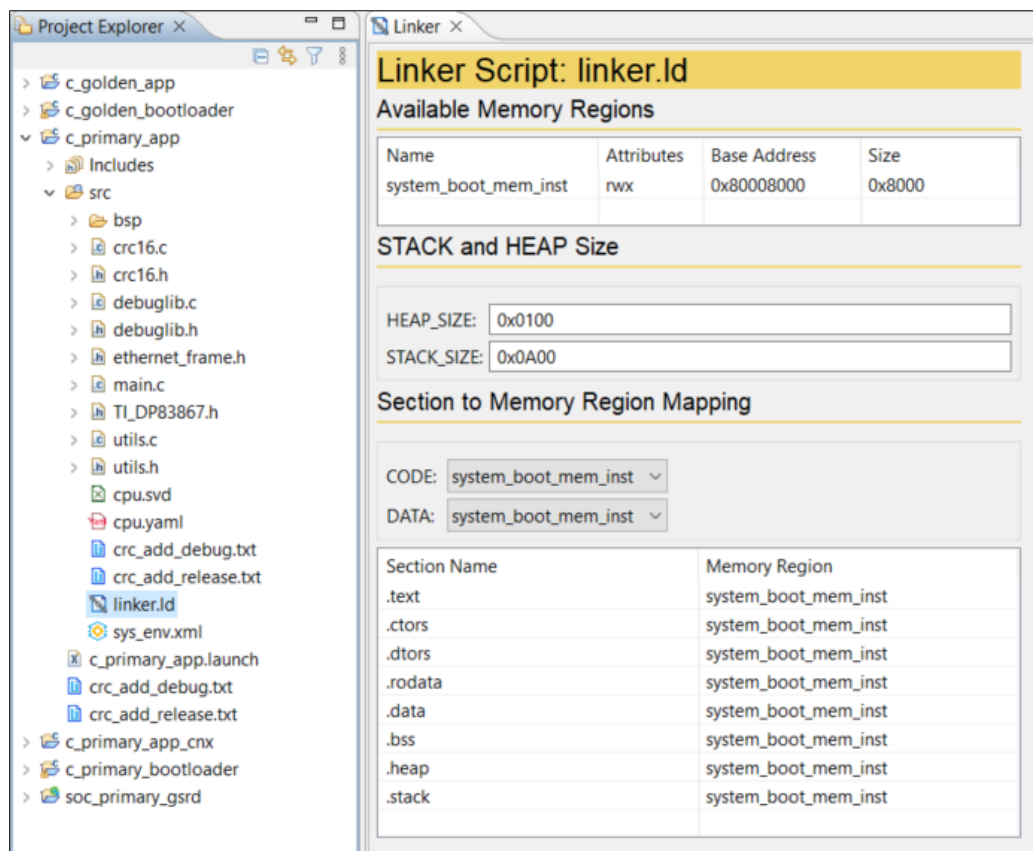 Project Explorer
c_golden_app
c_golden_bootloader
c_primary_app
Includes
src
bsp
crc16.c
crc16.h
debuglib.c
debuglib.h
ethernet_frame.h
main.c
TI_DP83867.h
utils.c
utils.h
cpu.svd
cpu.yaml
crc_add_debug.txt
crc_add_release.txt
linker.ld
sys_env.xml
c_primary_app.launch
crc_add_debug.txt
crc_add_release.txt
c_primary_app_cnx
c_primary_bootloader
soc_primary_gsrd
Linker
Linker Script: linker.ld
Available Memory Regions
Name Attributes Base Address Size
system_boot_mem_inst rwx 0x80008000 0x8000
STACK and HEAP Size
HEAP_SIZE: 0x0100
STACK_SIZE: 0x0A00
Section to Memory Region Mapping
CODE: system_boot_mem_inst
DATA: system_boot_mem_inst
Section Name Memory Region
.text system_boot_mem_inst
.ctors system_boot_mem_inst
.dtors system_boot_mem_inst
.rodata system_boot_mem_inst
.data system_boot_mem_inst
.bss system_boot_mem_inst
.heap system_boot_mem_inst
.stack system_boot_mem_inst